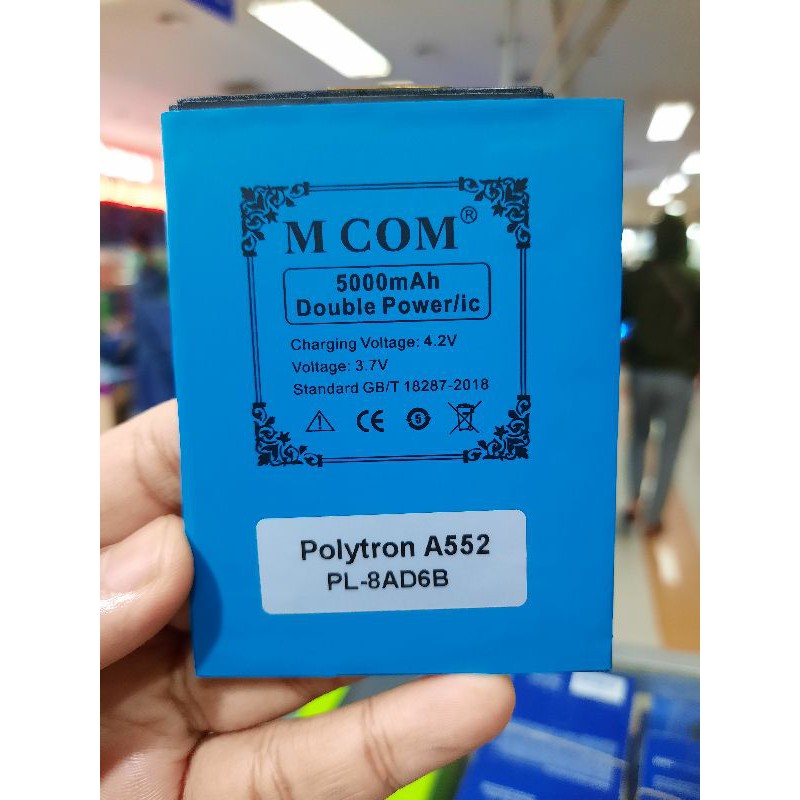 M COM®
5000mAh
Double Power/ic
Charging Voltage: 4.2V
Voltage: 3.7V
Standard GB/T 18287-2018
CE
5
Polytron A552
PL-8AD6B